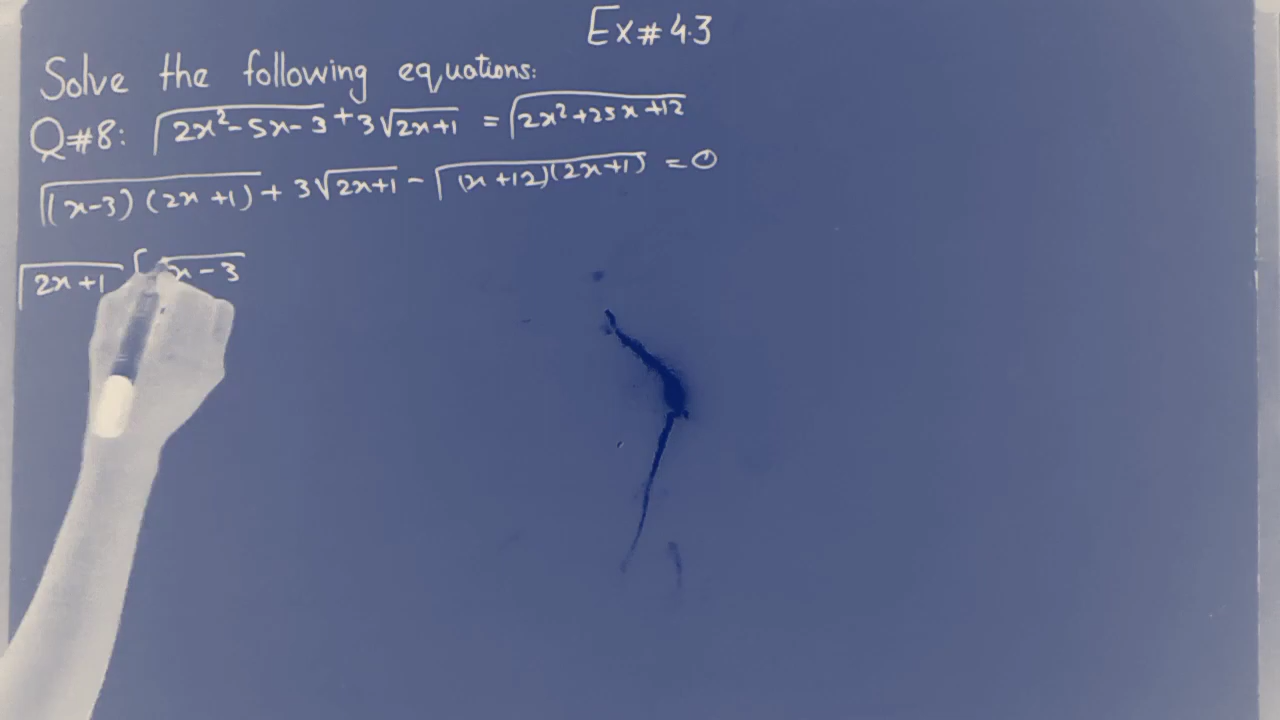 Ex# 4.3
Solve the following equations:
Q#8: √(2x²-5x-3) + 3√(2x+1) = √(2x²+25x+12)
√((x-3)(2x+1)) + 3√(2x+1) - √((x+12)(2x+1)) = 0
√(2x+1) [√(x-3)